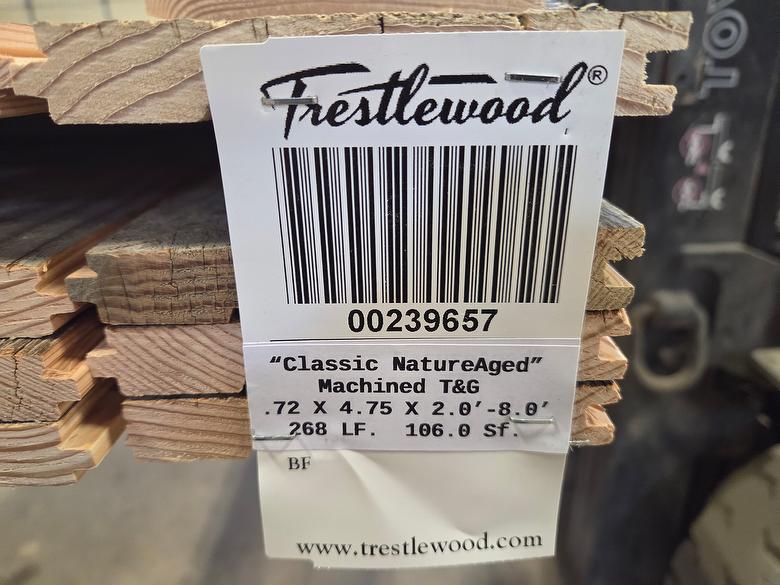 Trestlewood®
00239657
“Classic NatureAged”
Machined T&G
.72 X 4.75 X 2.0’-8.0’
268 LF. 106.0 Sf.
BF
www.trestlewood.com